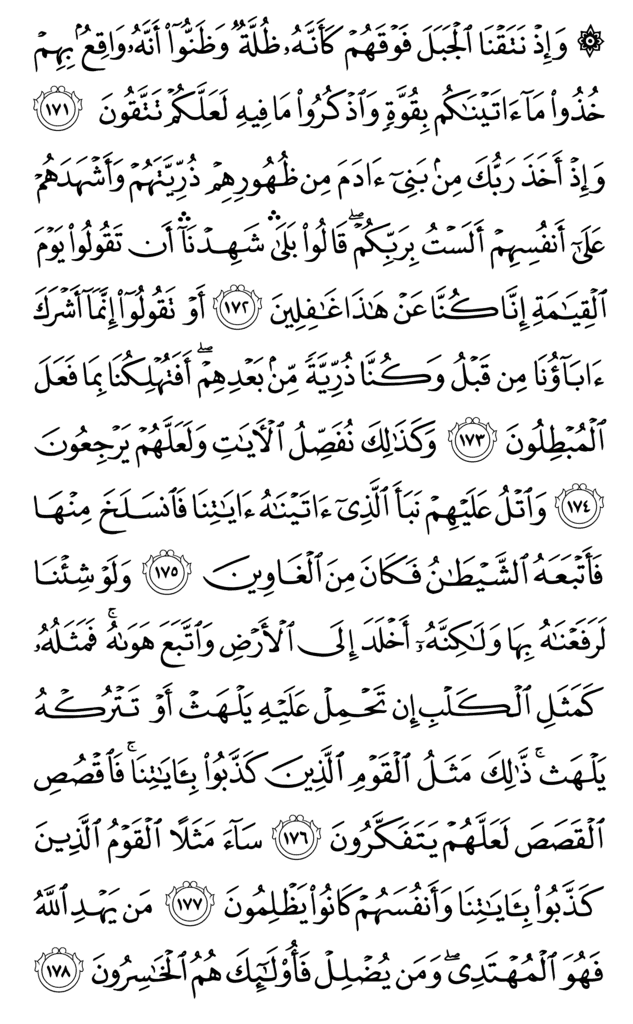 ۞ وَإِذۡ نَتَقۡنَا ٱلۡجَبَلَ فَوۡقَهُمۡ كَأَنَّهُۥ ظُلَّةٞ وَظَنُّوٓاْ أَنَّهُۥ وَاقِعُۢ بِهِمۡ
خُذُواْ مَآ ءَاتَيۡنَٰكُم بِقُوَّةٖ وَٱذۡكُرُواْ مَا فِيهِ لَعَلَّكُمۡ تَتَّقُونَ ١٧١
وَإِذۡ أَخَذَ رَبُّكَ مِنۢ بَنِيٓ ءَادَمَ مِن ظُهُورِهِمۡ ذُرِّيَّتَهُمۡ وَأَشۡهَدَهُمۡ
عَلَىٰٓ أَنفُسِهِمۡ أَلَسۡتُ بِرَبِّكُمۡۖ قَالُواْ بَلَىٰ شَهِدۡنَآۚ أَن تَقُولُواْ يَوۡمَ
ٱلۡقِيَٰمَةِ إِنَّا كُنَّا عَنۡ هَٰذَا غَٰفِلِينَ ١٧٢ أَوۡ تَقُولُوٓاْ إِنَّمَآ أَشۡرَكَ
ءَابَآؤُنَا مِن قَبۡلُ وَكُنَّا ذُرِّيَّةٗ مِّنۢ بَعۡدِهِمۡۖ أَفَتُهۡلِكُنَا بِمَا فَعَلَ
ٱلۡمُبۡطِلُونَ ١٧٣ وَكَذَٰلِكَ نُفَصِّلُ ٱلۡأٓيَٰتِ وَلَعَلَّهُمۡ يَرۡجِعُونَ
١٧٤ وَٱتۡلُ عَلَيۡهِمۡ نَبَأَ ٱلَّذِيٓ ءَاتَيۡنَٰهُ ءَايَٰتِنَا فَٱنسَلَخَ مِنۡهَا
فَأَتۡبَعَهُ ٱلشَّيۡطَٰنُ فَكَانَ مِنَ ٱلۡغَاوِينَ ١٧٥ وَلَوۡ شِئۡنَا
لَرَفَعۡنَٰهُ بِهَا وَلَٰكِنَّهُۥٓ أَخۡلَدَ إِلَى ٱلۡأَرۡضِ وَٱتَّبَعَ هَوَىٰهُۚ فَمَثَلُهُۥ
كَمَثَلِ ٱلۡكَلۡبِ إِن تَحۡمِلۡ عَلَيۡهِ يَلۡهَثۡ أَوۡ تَتۡرُكۡهُ
يَلۡهَثۚ ذَّٰلِكَ مَثَلُ ٱلۡقَوۡمِ ٱلَّذِينَ كَذَّبُواْ بِـَٔايَٰتِنَاۚ فَٱقۡصُصِ
ٱلۡقَصَصَ لَعَلَّهُمۡ يَتَفَكَّرُونَ ١٧٦ سَآءَ مَثَلًا ٱلۡقَوۡمُ ٱلَّذِينَ
كَذَّبُواْ بِـَٔايَٰتِنَا وَأَنفُسَهُمۡ كَانُواْ يَظۡلِمُونَ ١٧٧ مَن يَهۡدِ ٱللَّهُ
فَهُوَ ٱلۡمُهۡتَدِيۖ وَمَن يُضۡلِلۡ فَأُوْلَٰٓئِكَ هُمُ ٱلۡخَٰسِرُونَ ١٧٨